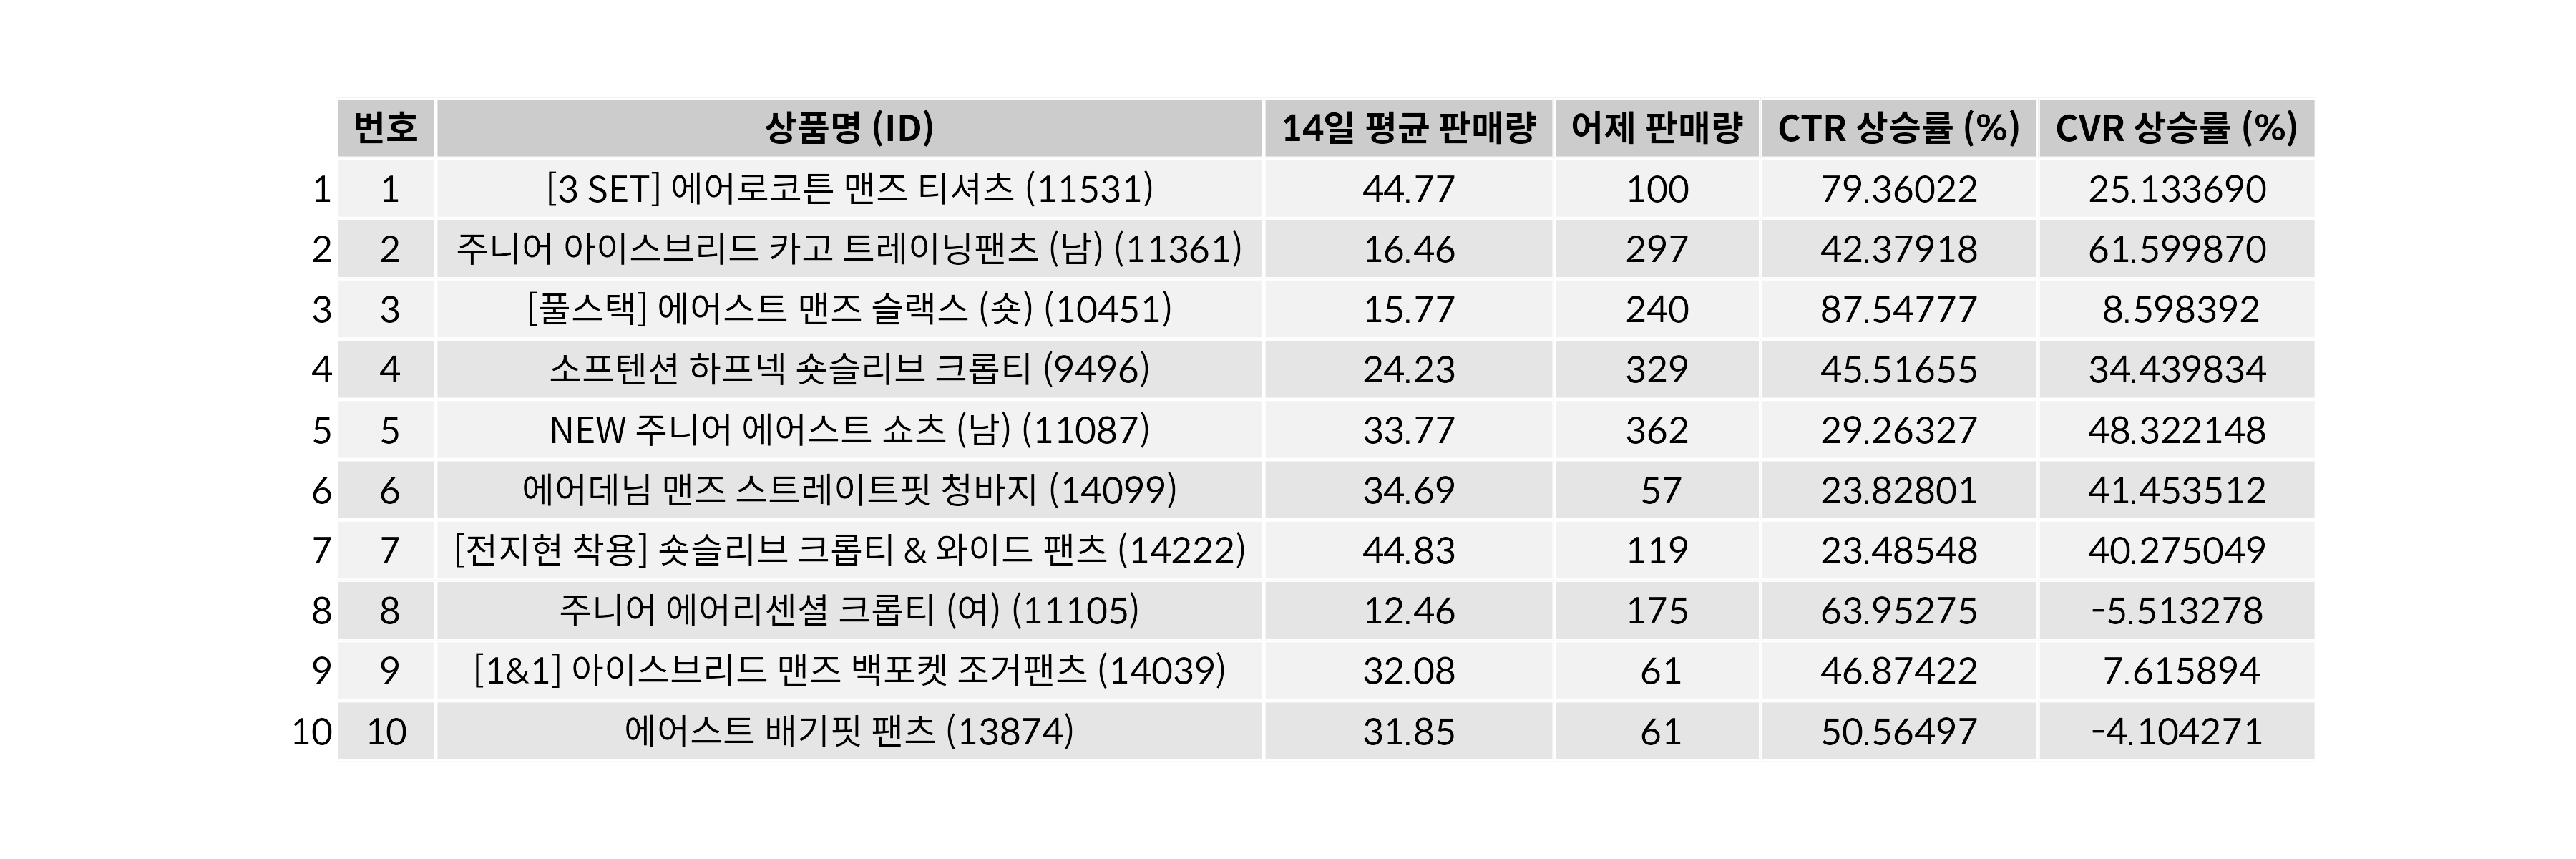 번호 상품명 (ID) 14일 평균 판매량 어제 판매량 CTR 상승률 (%) CVR 상승률 (%)
1 1 [3 SET] 에어로코튼 맨즈 티셔츠 (11531) 44.77 100 79.36022 25.133690
2 2 주니어 아이스브리드 카고 트레이닝팬츠 (남) (11361) 16.46 297 42.37918 61.599870
3 3 [풀스택] 에어스트 맨즈 슬랙스 (숏) (10451) 15.77 240 87.54777 8.598392
4 4 소프텐션 하프넥 숏슬리브 크롭티 (9496) 24.23 329 45.51655 34.439834
5 5 NEW 주니어 에어스트 쇼츠 (남) (11087) 33.77 362 29.26327 48.322148
6 6 에어데님 맨즈 스트레이트핏 청바지 (14099) 34.69 57 23.82801 41.453512
7 7 [전지현 착용] 숏슬리브 크롭티 & 와이드 팬츠 (14222) 44.83 119 23.48548 40.275049
8 8 주니어 에어리센셜 크롭티 (여) (11105) 12.46 175 63.95275 -5.513278
9 9 [1&1] 아이스브리드 맨즈 백포켓 조거팬츠 (14039) 32.08 61 46.87422 7.615894
10 10 에어스트 배기핏 팬츠 (13874) 31.85 61 50.56497 -4.104271